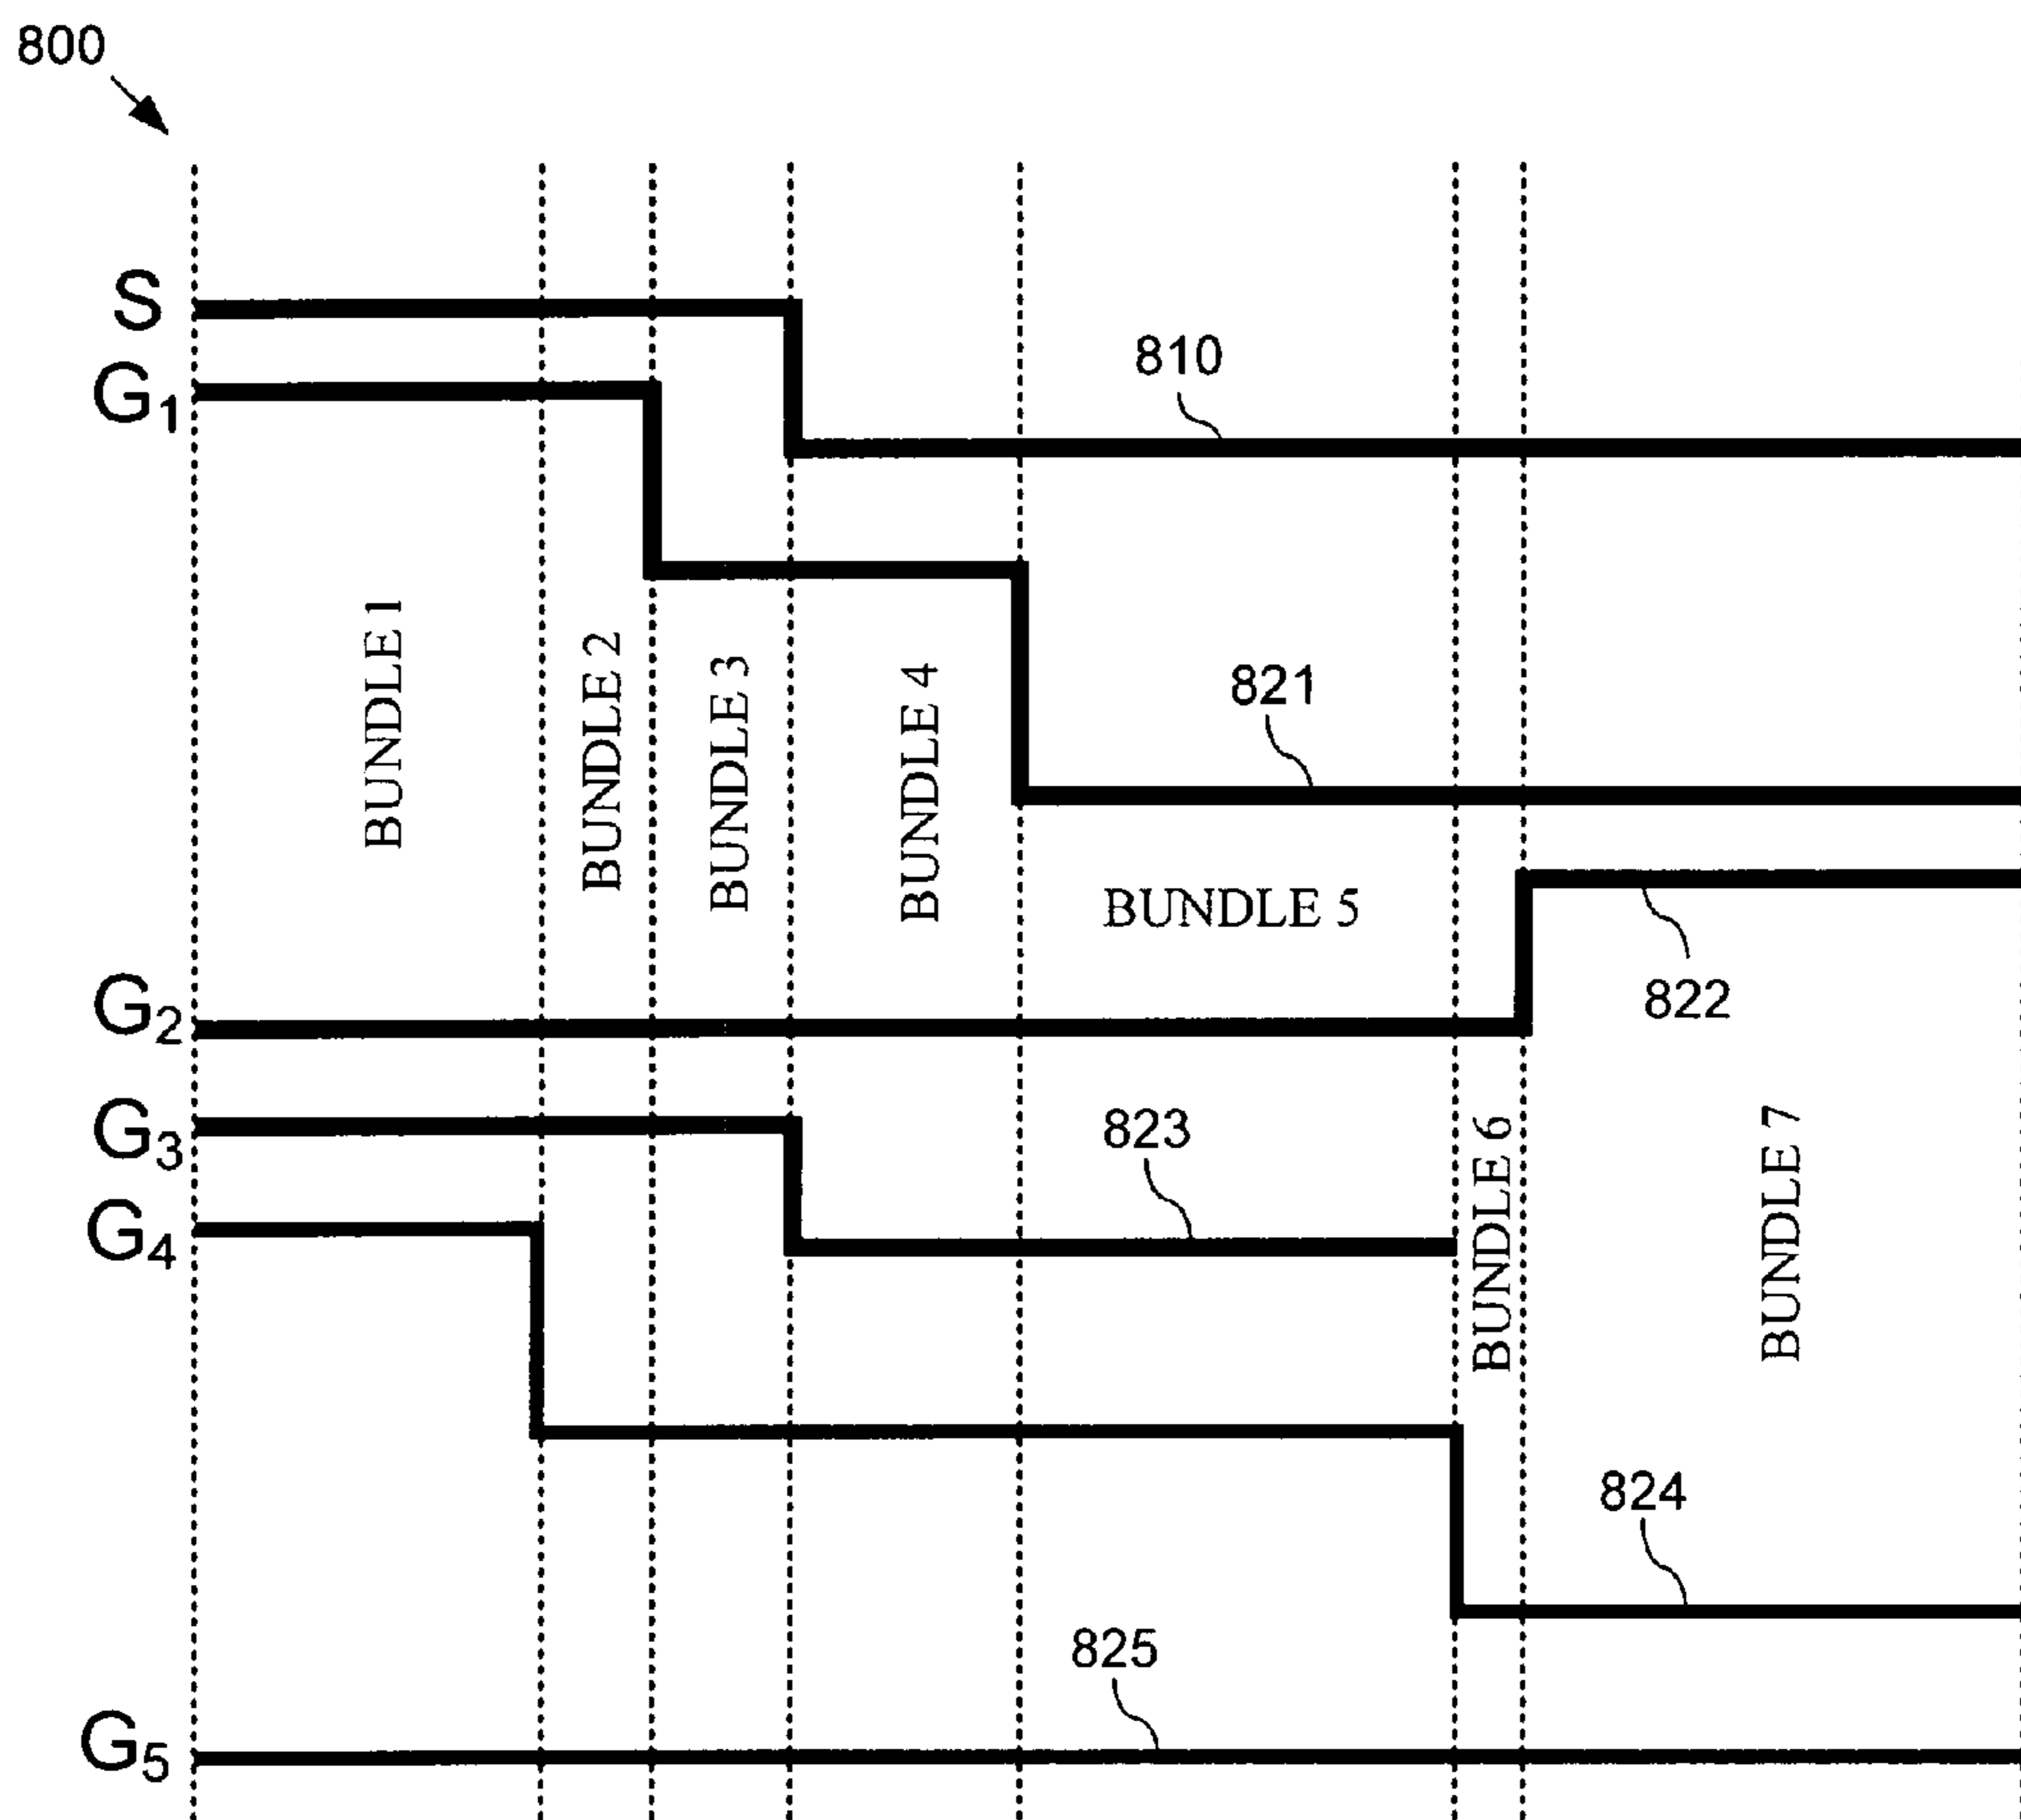 800
S
G1
810
821
BUNDLE 1
BUNDLE 2
BUNDLE 3
BUNDLE 4
BUNDLE 5
G2
822
G3
823
G4
BUNDLE 6
BUNDLE 7
824
825
G5